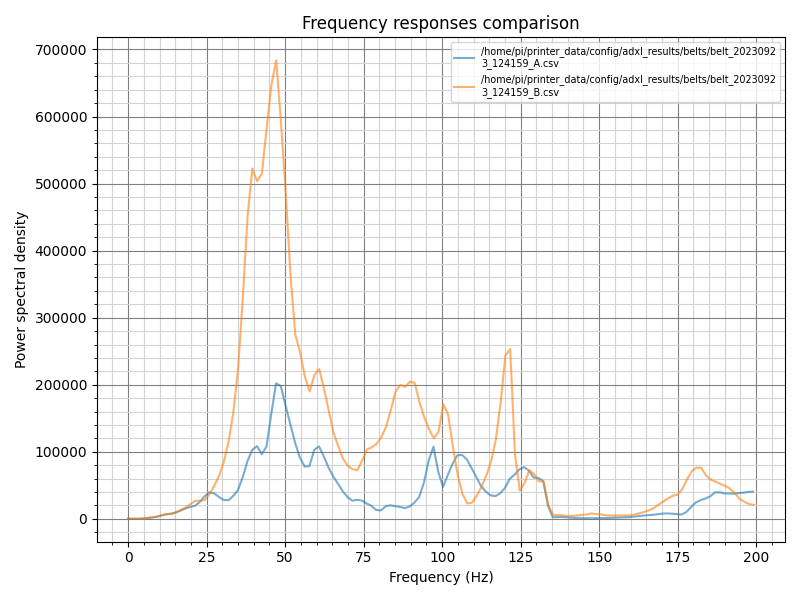 Frequency responses comparison
/home/pi/printer_data/config/adxl_results/belts/belt_2023092
3_124159_A.csv
/home/pi/printer_data/config/adxl_results/belts/belt_2023092
3_124159_B.csv
700000
600000
500000
400000
300000
200000
100000
0
Power spectral density
0 25 50 75 100 125 150 175 200
Frequency (Hz)